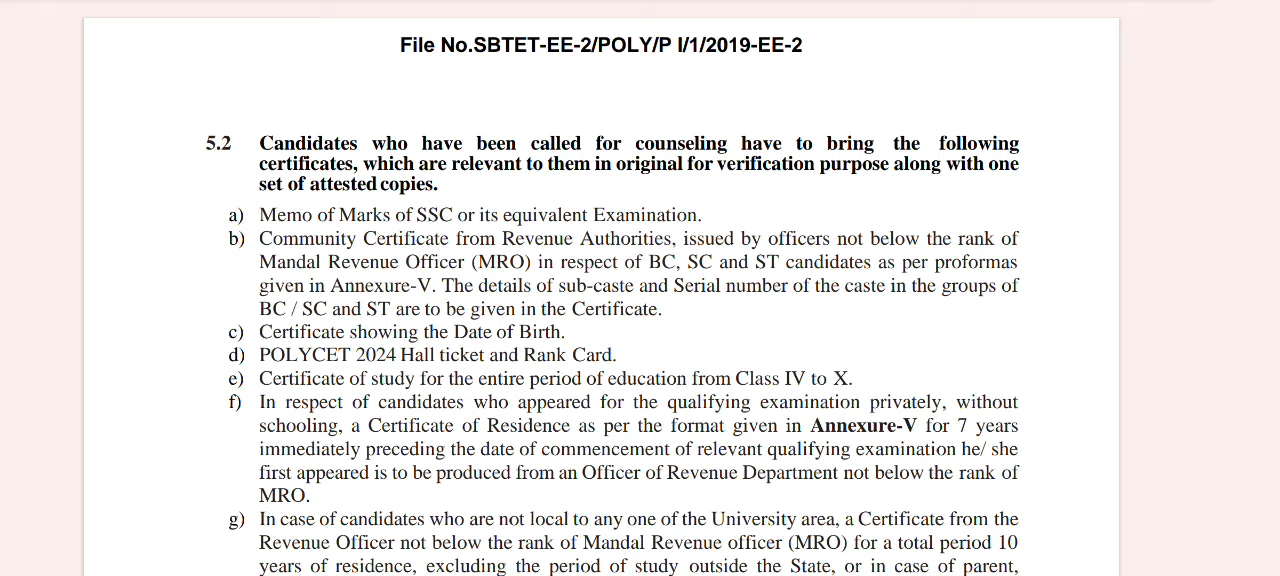 File No.SBTET-EE-2/POLY/P I/1/2019-EE-2
5.2 Candidates who have been called for counseling have to bring the following
certificates, which are relevant to them in original for verification purpose along with one
set of attested copies.
a) Memo of Marks of SSC or its equivalent Examination.
b) Community Certificate from Revenue Authorities, issued by officers not below the rank of
Mandal Revenue Officer (MRO) in respect of BC, SC and ST candidates as per proformas
given in Annexure-V. The details of sub-caste and Serial number of the caste in the groups of
BC / SC and ST are to be given in the Certificate.
c) Certificate showing the Date of Birth.
d) POLYCET 2024 Hall ticket and Rank Card.
e) Certificate of study for the entire period of education from Class IV to X.
f) In respect of candidates who appeared for the qualifying examination privately, without
schooling, a Certificate of Residence as per the format given in Annexure-V for 7 years
immediately preceding the date of commencement of relevant qualifying examination he/ she
first appeared is to be produced from an Officer of Revenue Department not below the rank of
MRO.
g) In case of candidates who are not local to any one of the University area, a Certificate from the
Revenue Officer not below the rank of Mandal Revenue officer (MRO) for a total period 10
years of residence, excluding the period of study outside the State, or in case of parent,